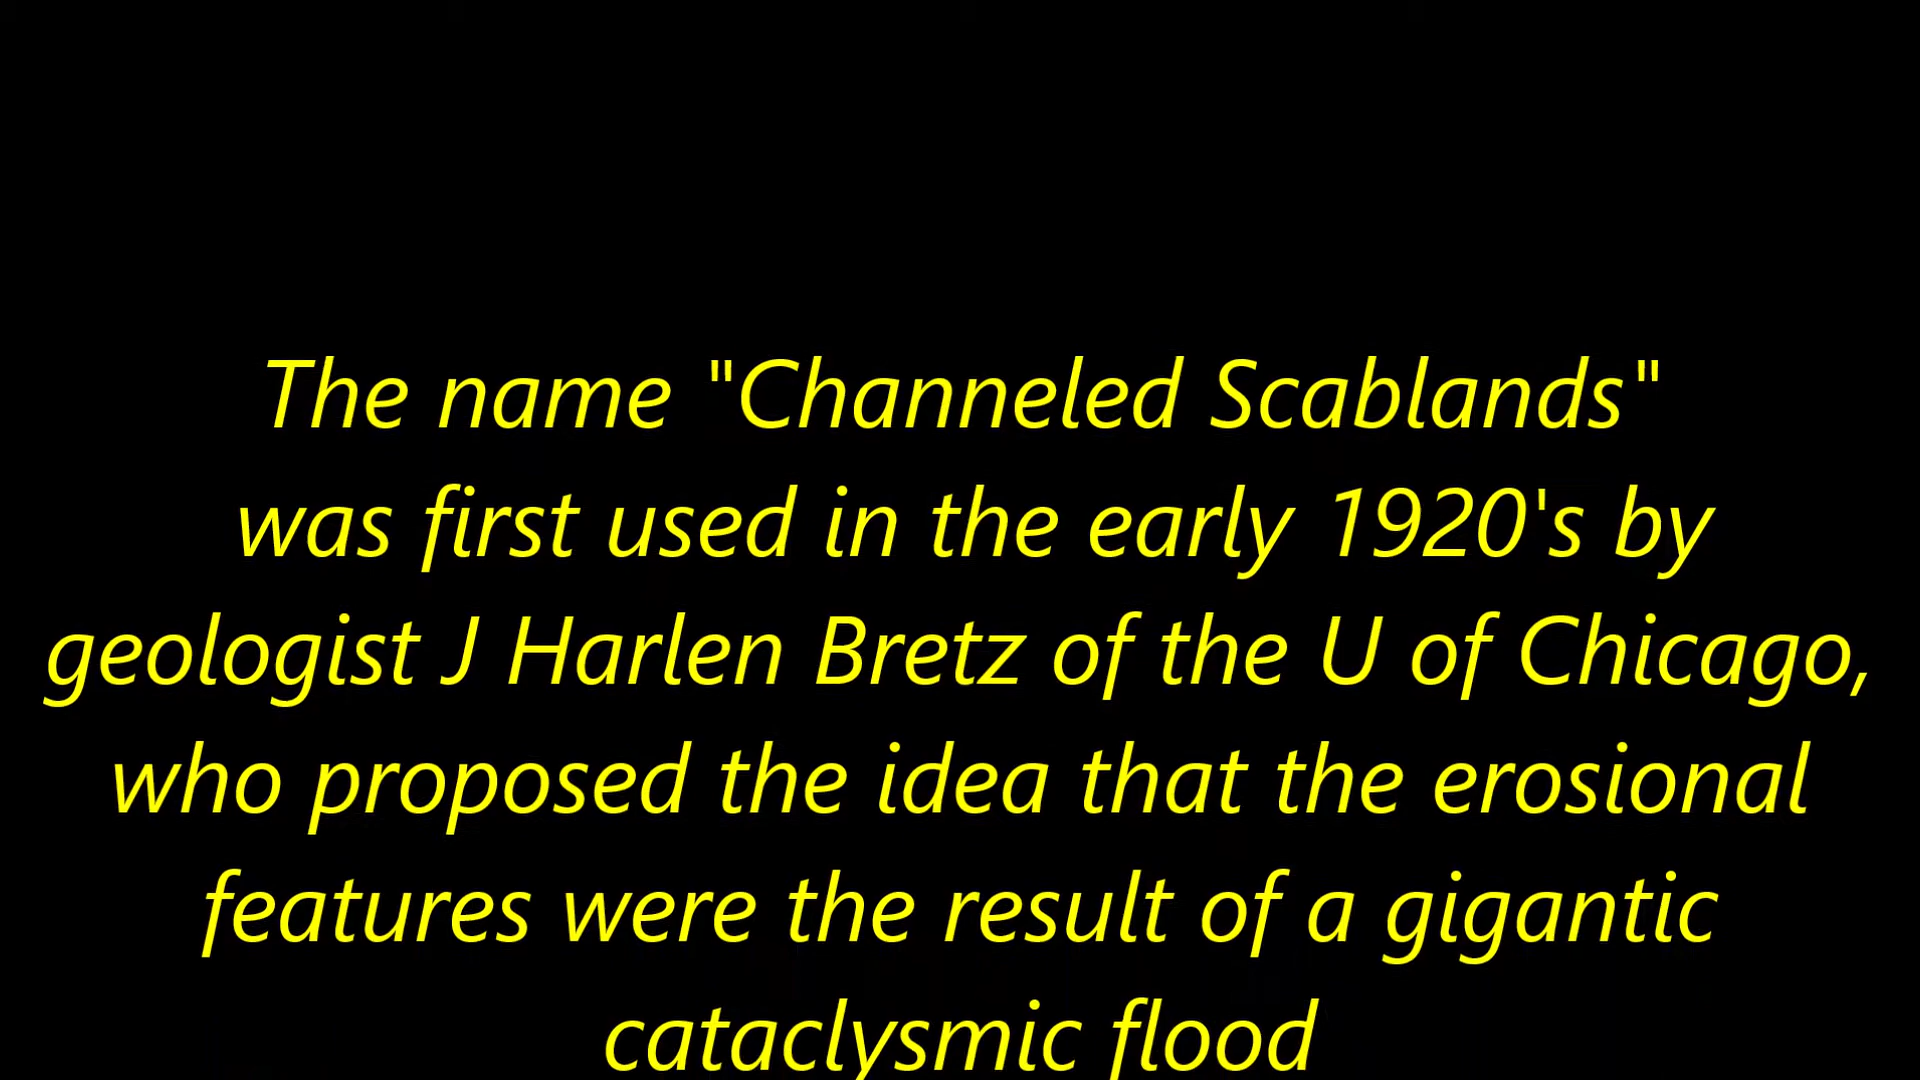 The name "Channeled Scablands"
was first used in the early 1920's by
geologist J Harlen Bretz of the U of Chicago,
who proposed the idea that the erosional
features were the result of a gigantic
cataclysmic flood